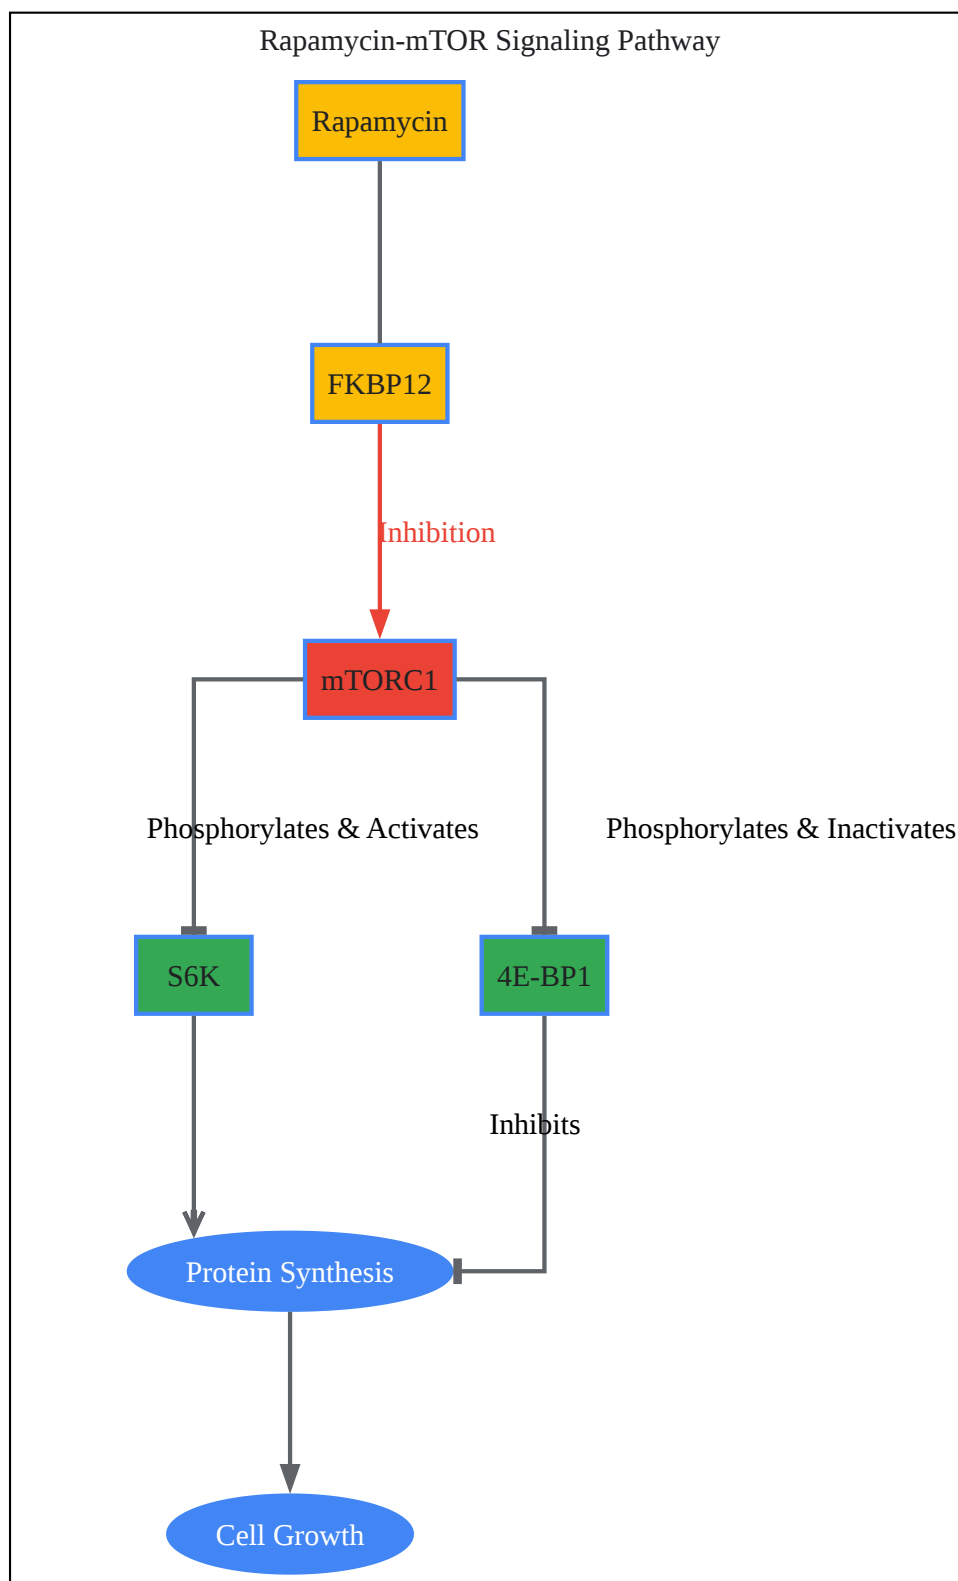 Rapamycin-mTOR Signaling Pathway
Rapamycin
FKBP12
Inhibition
mTORC1
Phosphorylates & Activates
Phosphorylates & Inactivates
S6K
4E-BP1
Inhibits
Protein Synthesis
Cell Growth